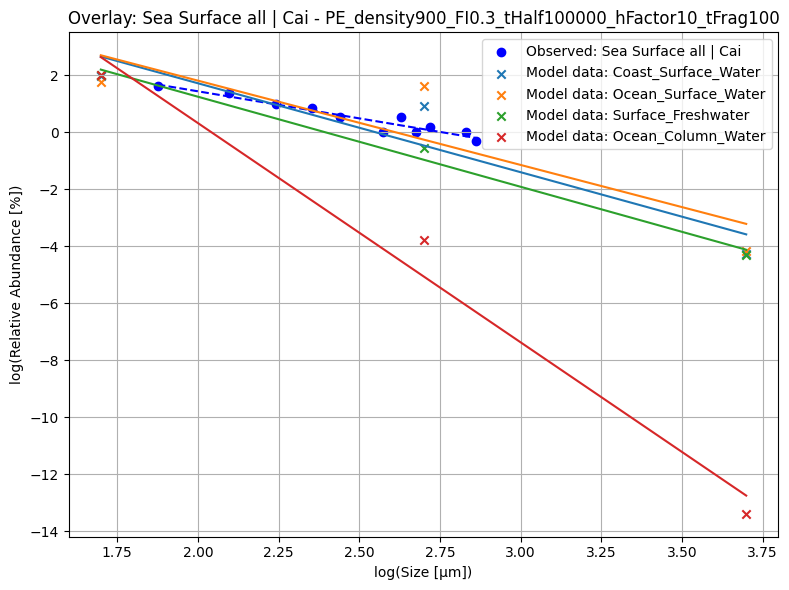 Overlay: Sea Surface all | Cai - PE_density900_FI0.3_tHalf100000_hFactor10_tFrag100
Observed: Sea Surface all | Cai
Model data: Coast_Surface_Water
Model data: Ocean_Surface_Water
Model data: Surface_Freshwater
Model data: Ocean_Column_Water
log(Relative Abundance [%])
2
0
−2
−4
−6
−8
−10
−12
−14
1.75 2.00 2.25 2.50 2.75 3.00 3.25 3.50 3.75
log(Size [μm])